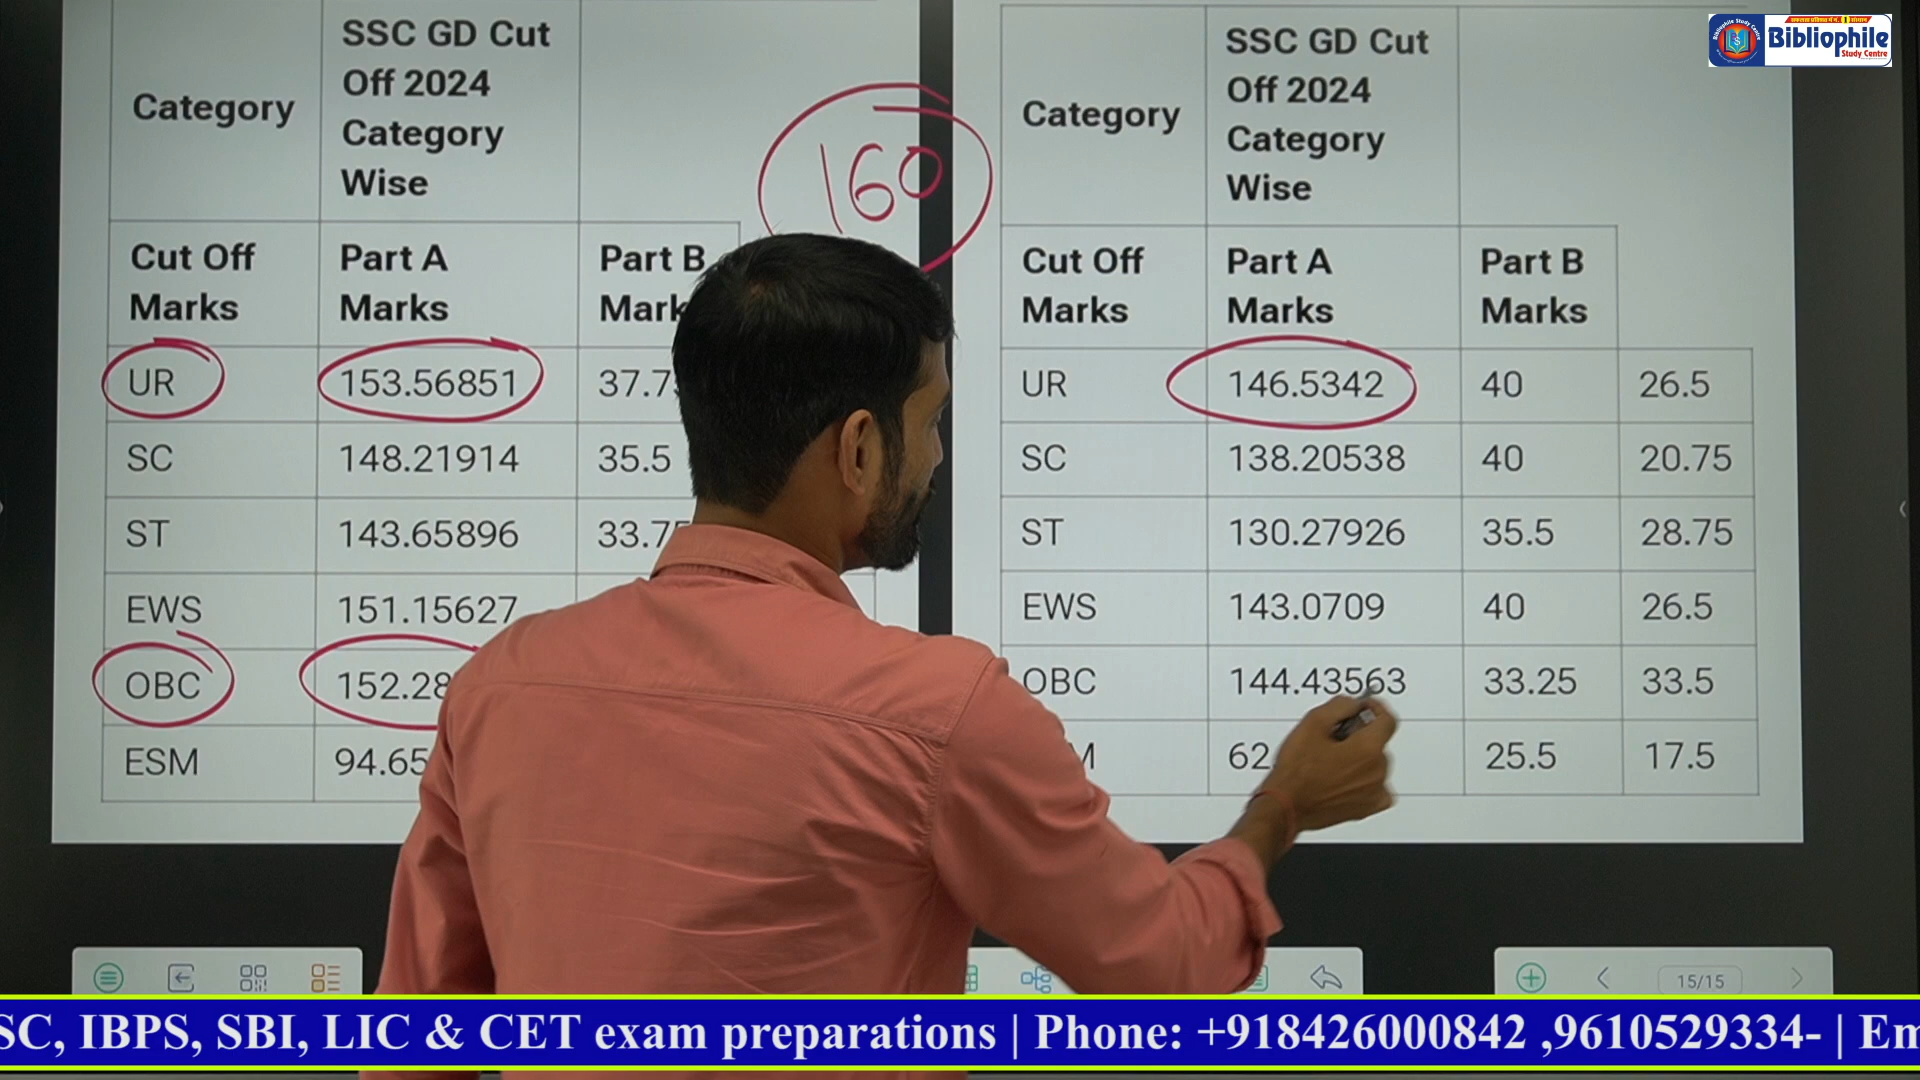 Category
SSC GD Cut
Off 2024
Category
Wise
Cut Off
Marks
Part A
Marks
Part B
UR 153.56851
SC 148.21914 35.5
ST 143.65896
EWS 151.15627
OBC
ESM
160
Category
SSC GD Cut
Off 2024
Category
Wise
Cut Off
Marks
Part A
Marks
Part B
Marks
UR 146.5342 40 26.5
SC 138.20538 40 20.75
ST 130.27926 35.5 28.75
EWS 143.0709 40 26.5
OBC 144.43563 33.25 33.5
25.5 17.5
Bibliophile
Study Centre
15/15
IBPS, SBI, LIC & CET exam preparations | Phone: +918426000842 ,9610529334- |